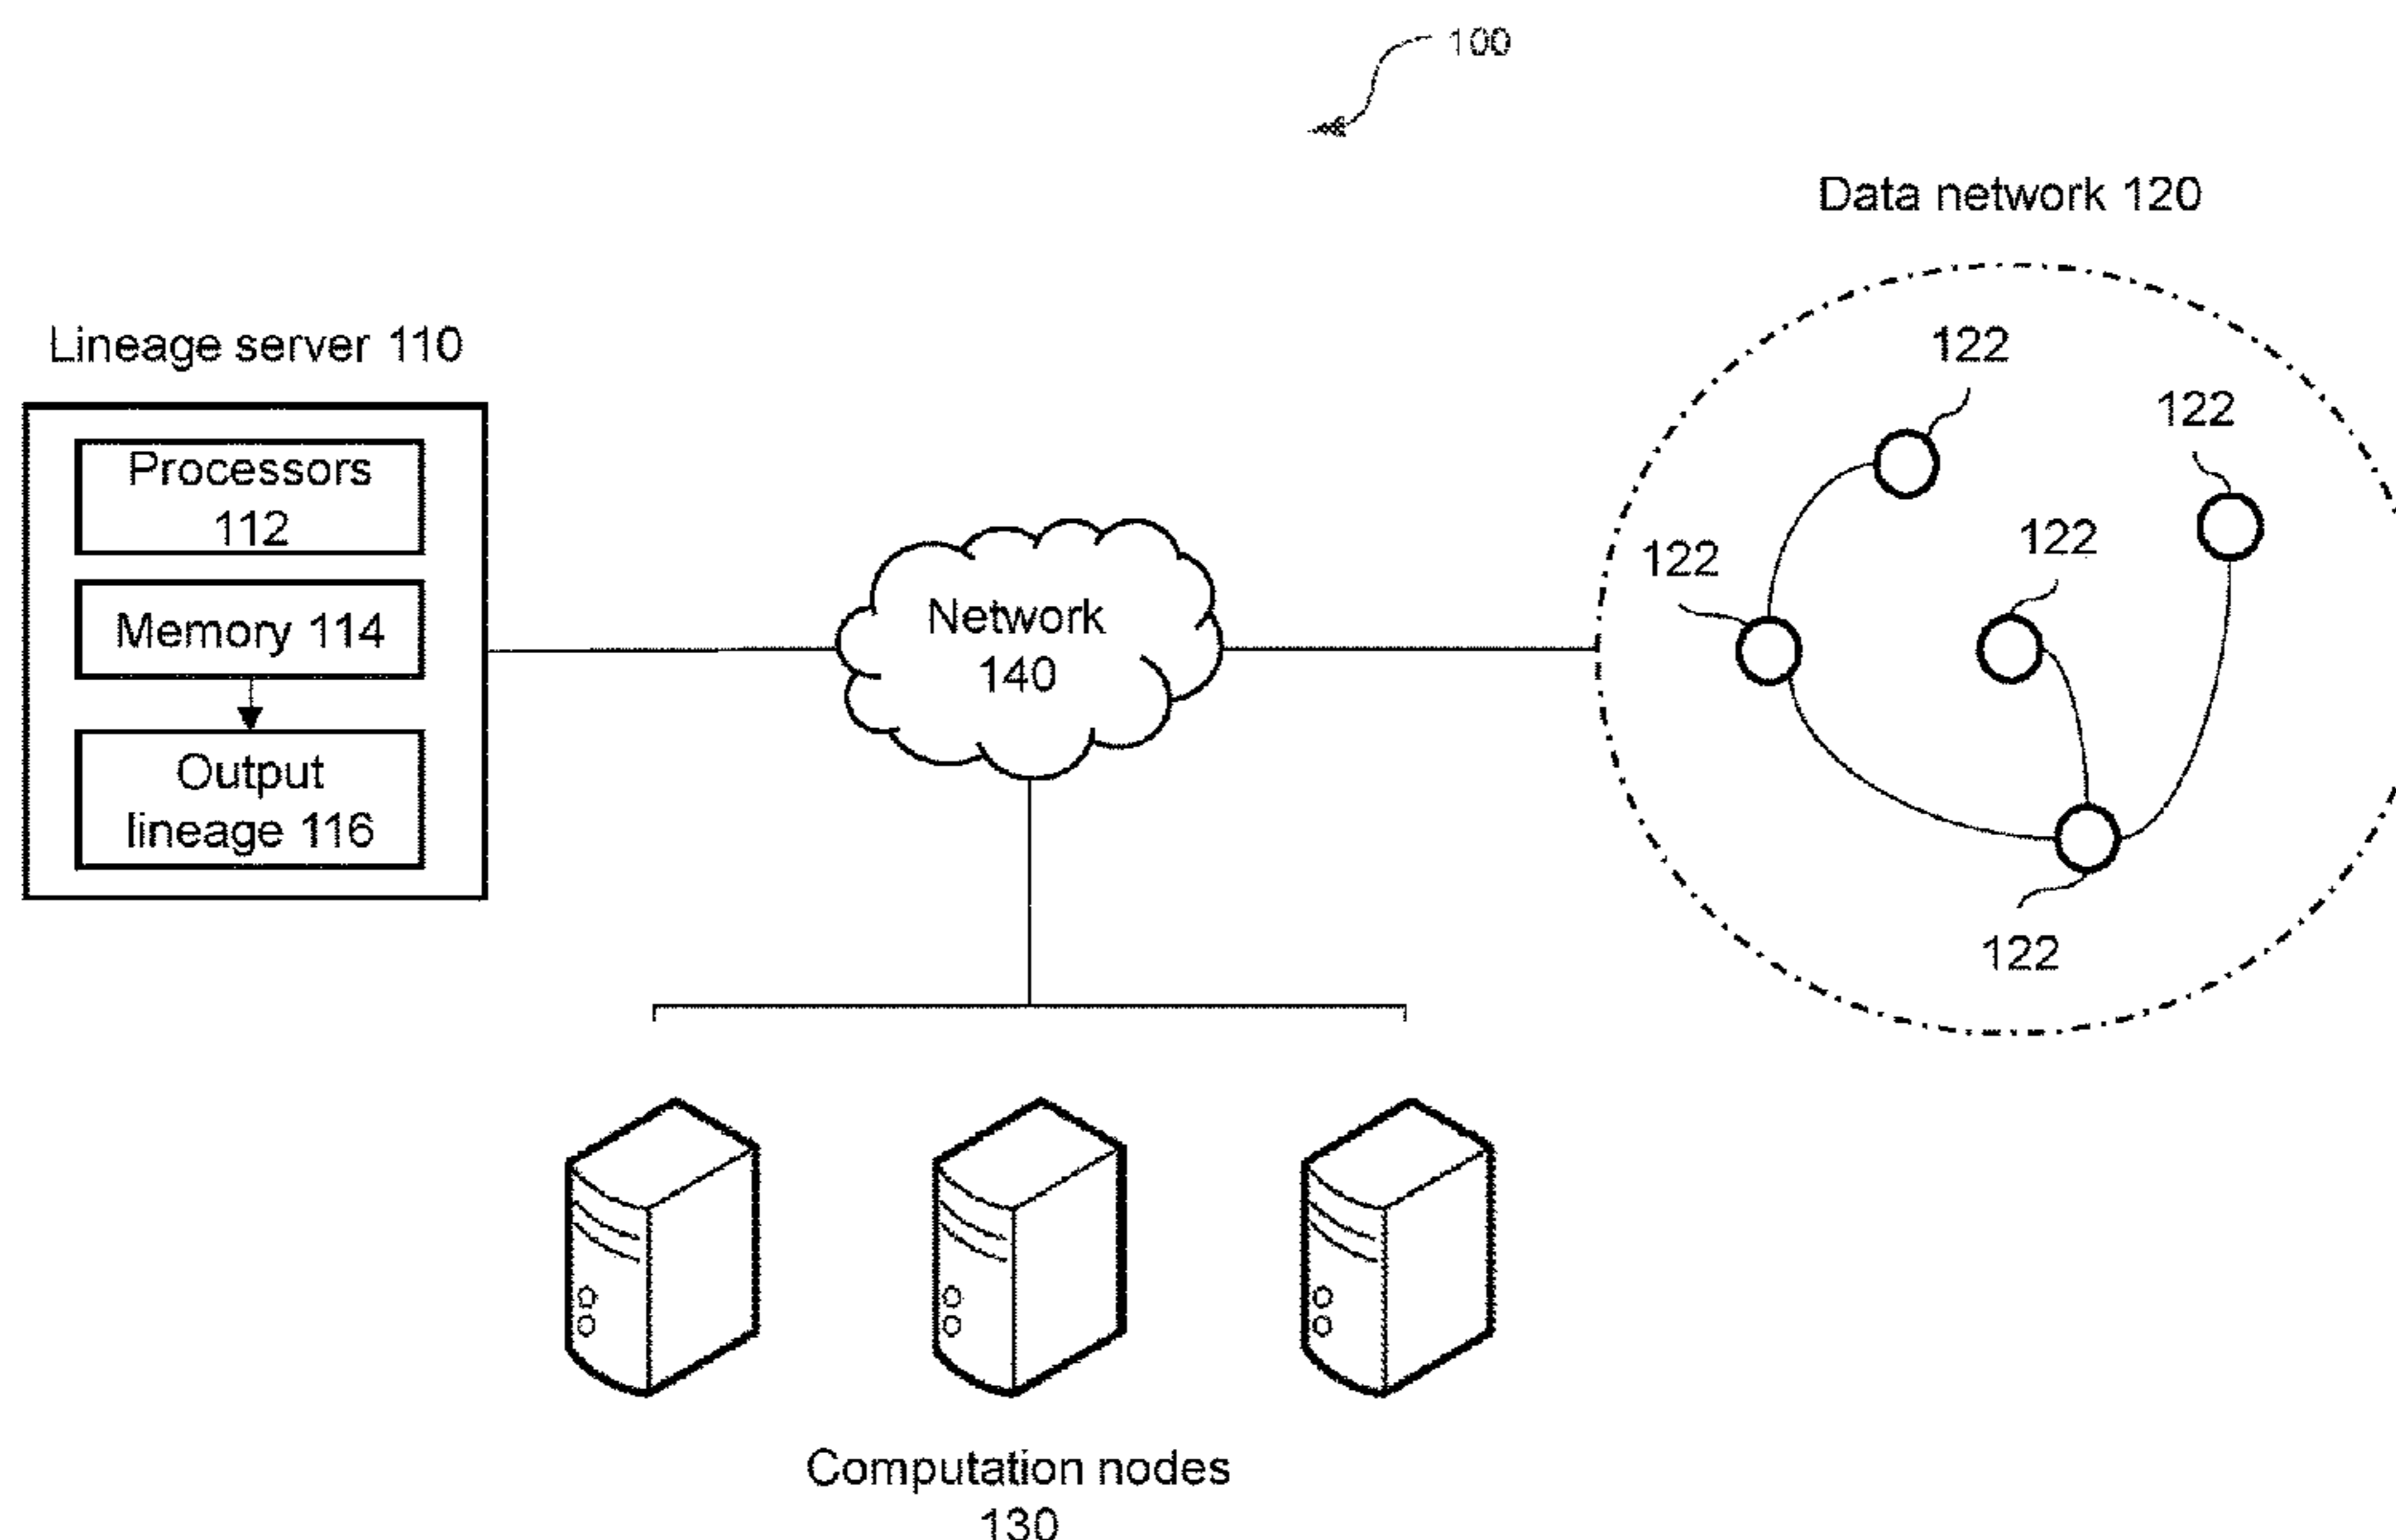 100
Data network 120
Lineage server 110
122
122
Processors
112
122
122
Memory 114
Network
140
Output
lineage 116
122
Computation nodes
130